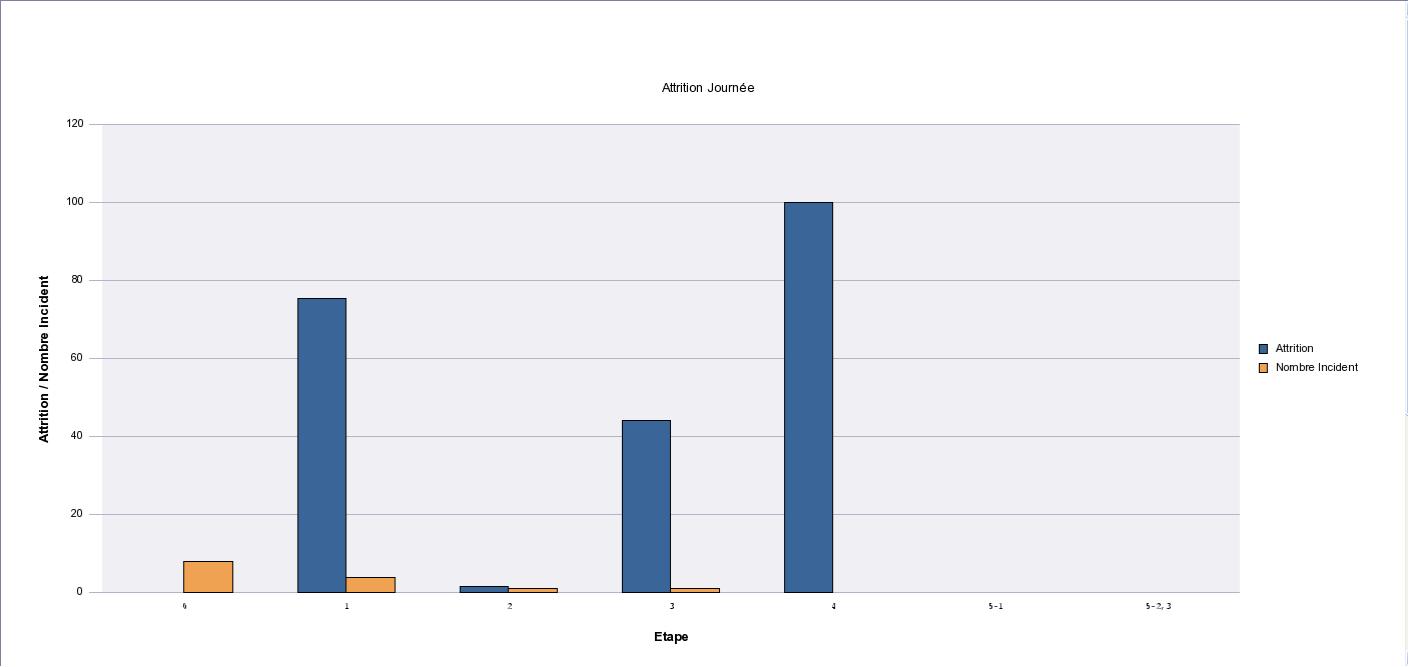 Attrition Journée
120
100
80
60
40
20
0
Attrition / Nombre Incident
6 1 2 3 4 5-1 5-2, 3
Etape
Attrition
Nombre Incident